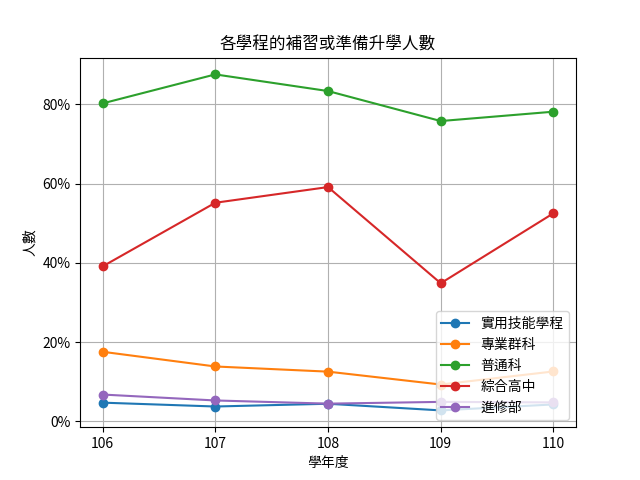 各學程的補習或準備升學人數
人數
80%
60%
40%
20%
0%
106
107
108
109
110
學年度
實用技能學程
專業群科
普通科
綜合高中
進修部